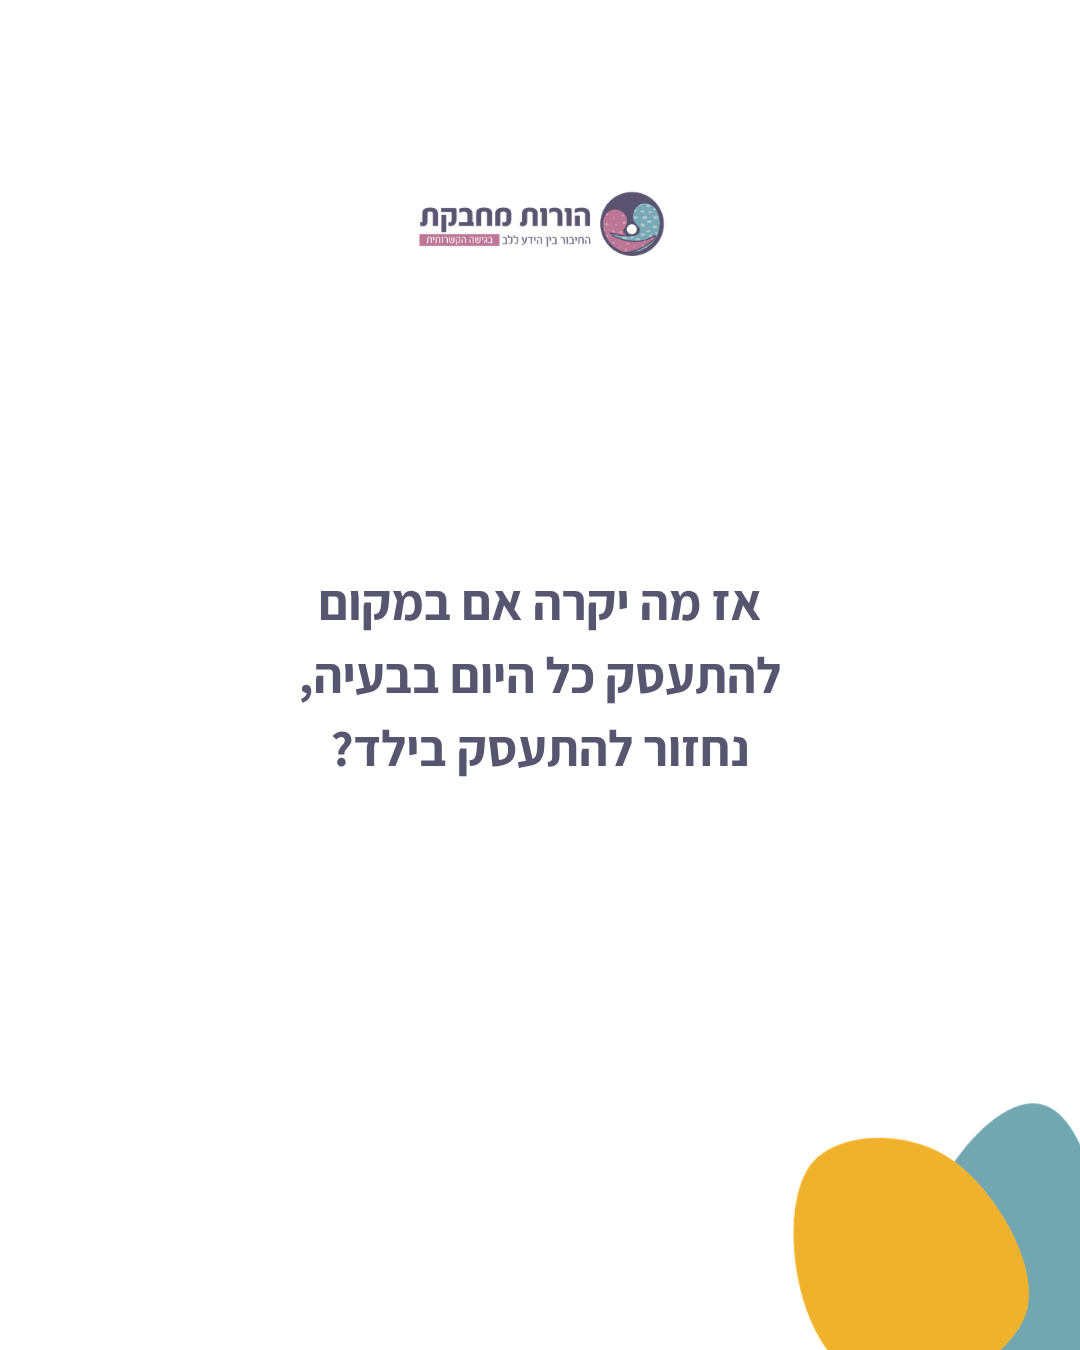 הורות מחבקת
החיבור בין הידע ללב בגישה הקשרותית
אז מה יקרה אם במקום
להתעסק כל היום בבעיה,
נחזור להתעסק בילד?